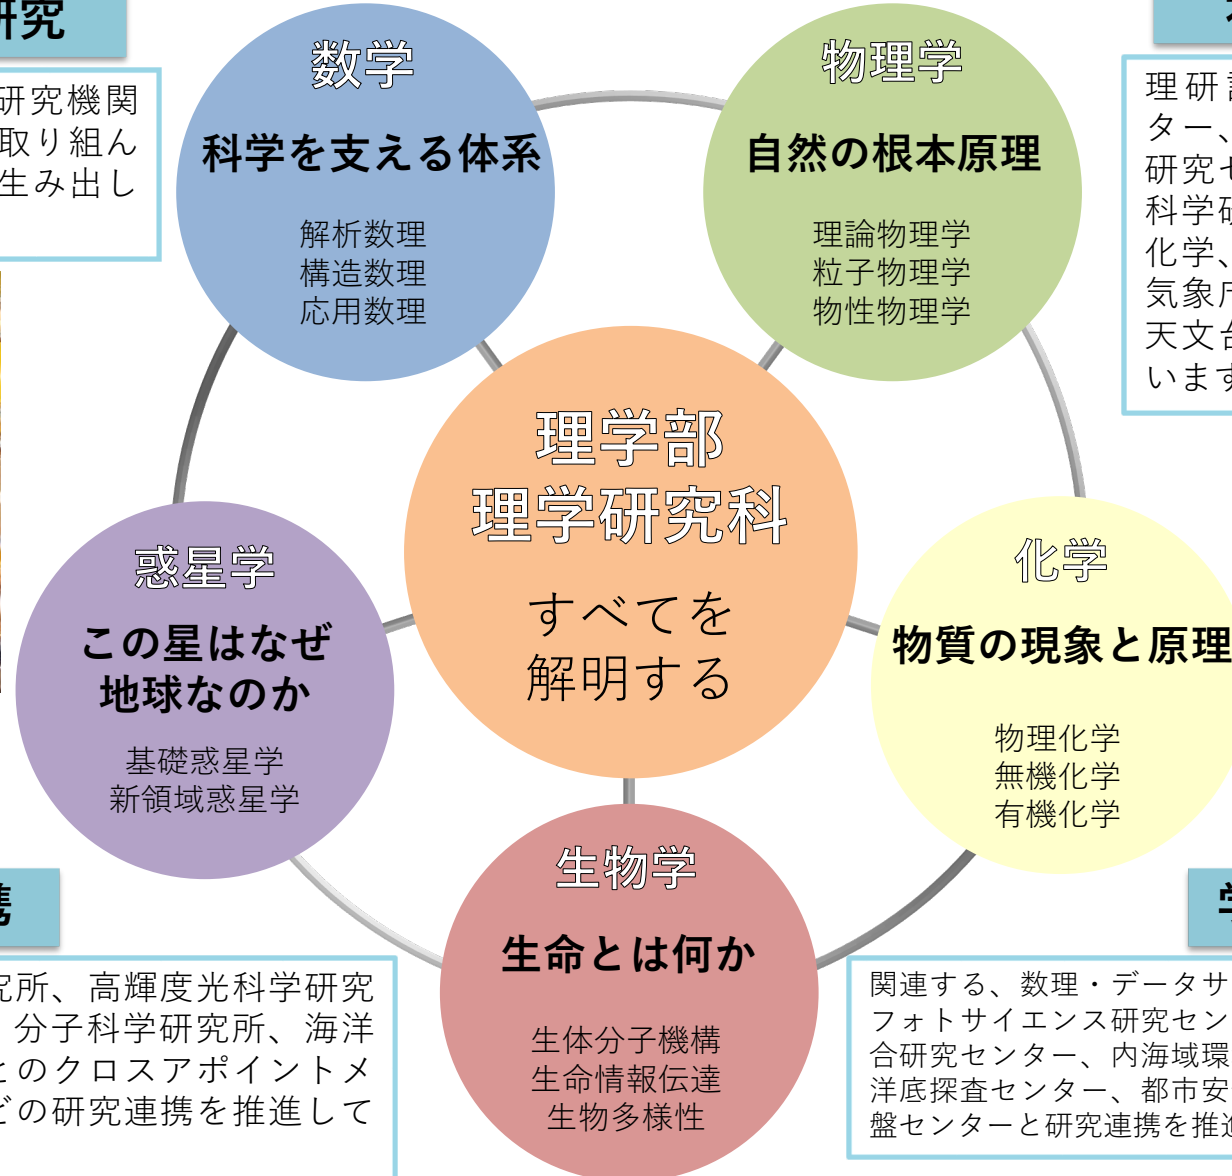 研究
研究機関
取り組ん
生み出し
数学
科学を支える体系
解析数理
構造数理
応用数理
物理学
自然の根本原理
理論物理学
粒子物理学
物性物理学
理研
ター、
研究セ
科学研
化学、
気象庁
天文台
います
理学部
理学研究科
すべてを
解明する
惑星学
この星はなぜ
地球なのか
基礎惑星学
新領域惑星学
化学
物質の現象と原理
物理化学
無機化学
有機化学
生物学
生命とは何か
生体分子機構
生命情報伝達
生物多様性
携
究所、高輝度光科学研究
分子科学研究所、海洋
とのクロスアポイントメ
どの研究連携を推進して
学
関連する、数理・データサ
フォトサイエンス研究セン
合研究センター、内海域環
洋底探査センター、都市安
盤センターと研究連携を推進